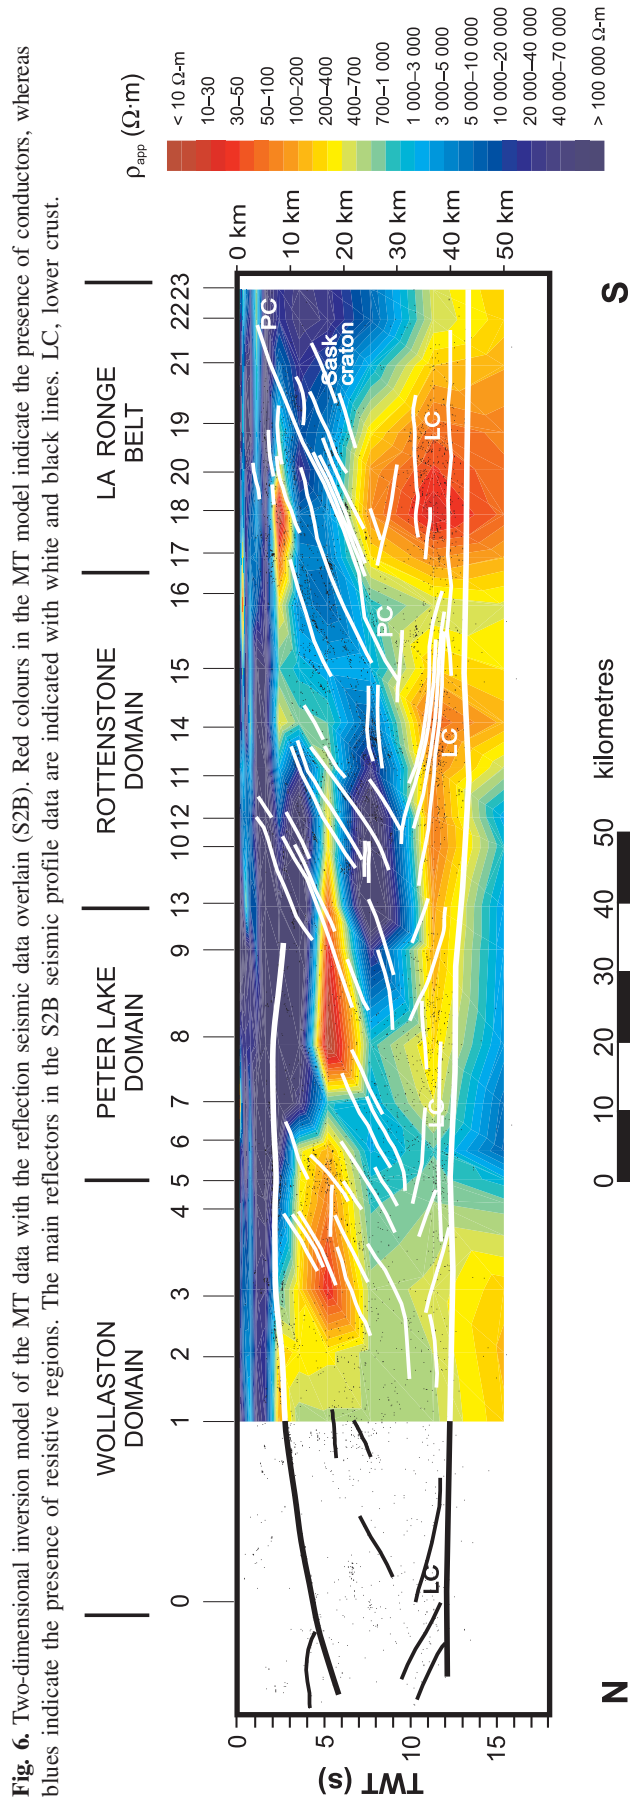 Fig. 6. Two-dimensional inversion model of the MT data with the reflection seismic data overlain (S2B). Red colours in the MT model indicate the presence of conductors, whereas
blues indicate the presence of resistive regions. The main reflectors in the S2B seismic profile data are indicated with white and black lines. LC, lower crust.
WOLLASTON
DOMAIN
PETER LAKE
DOMAIN
ROTTENSTONE
DOMAIN
LA RONGE
BELT
0 1 2 3 4 5 6 7 8 9 13 10 12 11 14 15 16 17 18 20 19 21 22 23
ρapp (Ω·m)
< 10 Ω-m
10–30
30–50
50–100
100–200
200–400
400–700
700–1 000
1 000–3 000
3 000–5 000
5 000–10 000
10 000–20 000
20 000–40 000
40 000–70 000
> 100 000 Ω-m
0 km
10 km
20 km
30 km
40 km
50 km
PC
Sask
craton
PC
LC
LC
LC
LC
0
5
10
15
TWT (s)
0 10 20 30 40 50
kilometres
N
S